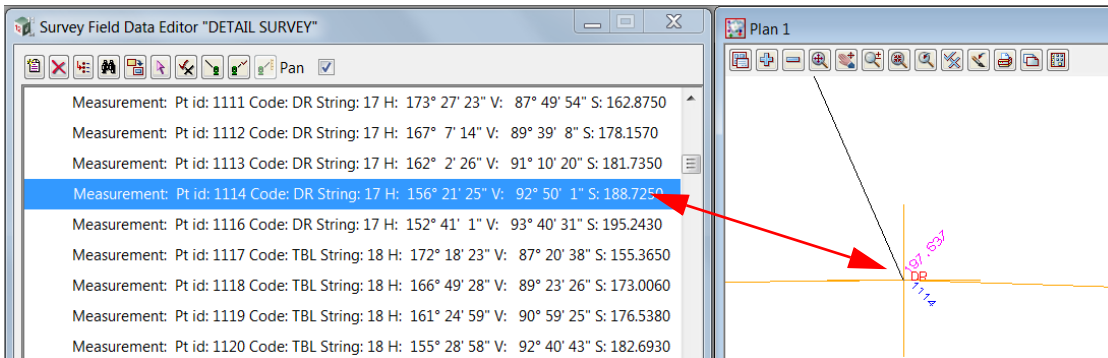 Survey Field Data Editor "DETAIL SURVEY"
Pan
Measurement: Pt id: 1111 Code: DR String: 17 H: 173° 27' 23" V: 87° 49' 54" S: 162.8750
Measurement: Pt id: 1112 Code: DR String: 17 H: 167° 7' 14" V: 89° 39' 8" S: 178.1570
Measurement: Pt id: 1113 Code: DR String: 17 H: 162° 2' 26" V: 91° 10' 20" S: 181.7350
Measurement: Pt id: 1114 Code: DR String: 17 H: 156° 21' 25" V: 92° 50' 1" S: 188.7250
Measurement: Pt id: 1116 Code: DR String: 17 H: 152° 41' 1" V: 93° 40' 31" S: 195.2430
Measurement: Pt id: 1117 Code: TBL String: 18 H: 172° 18' 23" V: 87° 20' 38" S: 155.3650
Measurement: Pt id: 1118 Code: TBL String: 18 H: 166° 49' 28" V: 89° 23' 26" S: 173.0060
Measurement: Pt id: 1119 Code: TBL String: 18 H: 161° 24' 59" V: 90° 59' 25" S: 176.5380
Measurement: Pt id: 1120 Code: TBL String: 18 H: 155° 28' 58" V: 92° 40' 43" S: 182.6930
Plan 1
197.637
DR
1114